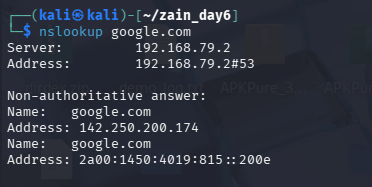 ┌──(kali㉿kali)-[~/zain_day6]
└─$ nslookup google.com
Server:         192.168.79.2
Address:        192.168.79.2#53

Non-authoritative answer:
Name:   google.com
Address: 142.250.200.174
Name:   google.com
Address: 2a00:1450:4019:815::200e